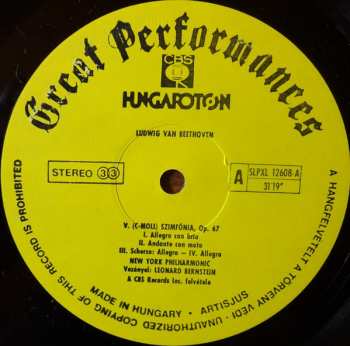 Great Performances
CBS
HUNGAROTON
LUDWIG VAN BEETHOVEN
STEREO 33
A
SLPXL 12608-A
31'19"
V. (C-MOLL) SZIMFÓNIA, Op. 67
I. Allegro con brio
II. Andante con moto
III. Scherzo: Allegro – IV. Allegro
NEW YORK PHILHARMONIC
Vezényel: LEONARD BERNSTEIN
A CBS Records Inc. felvétele
MADE IN HUNGARY · ARTISJUS
A HANGFELVÉTELT A TÖRVÉNY VÉDI · UNAUTHORIZED COPYING OF THIS RECORD IS PROHIBITED